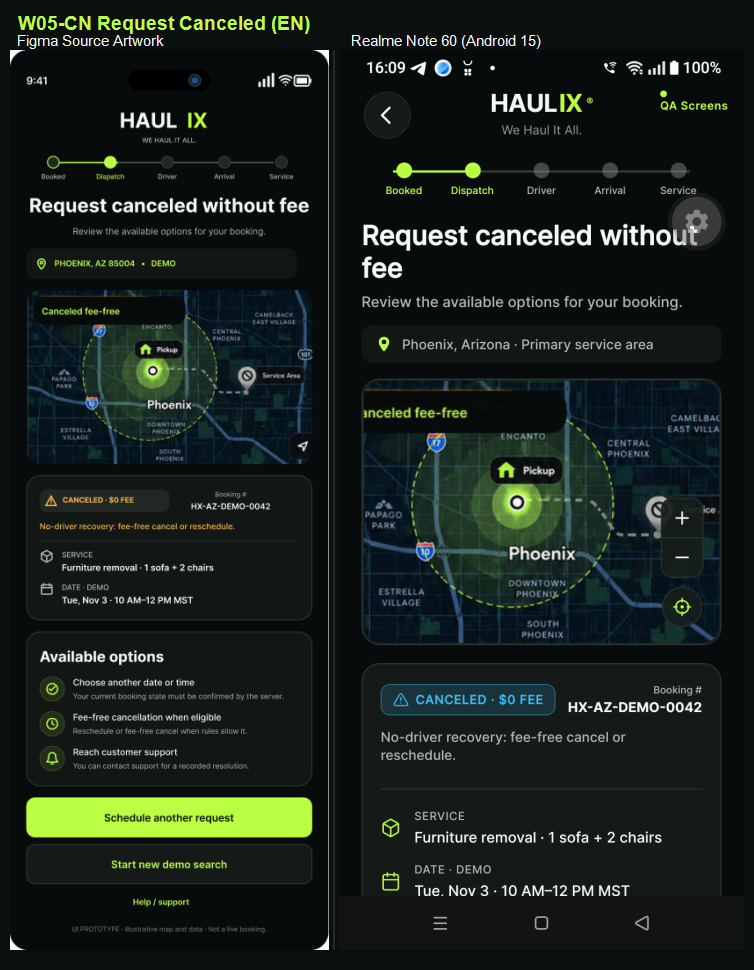 W05-CN Request Canceled (EN)
Figma Source Artwork
9:41
HAUL IX
WE HAUL IT ALL.
Booked Dispatch Driver Arrival Service
Request canceled without fee
Review the available options for your booking.
PHOENIX, AZ 85004 • DEMO
Canceled fee-free
CAMELBACK
EAST VILLAGE
ENCANTO
17
CENTRAL
PHOENIX
Pickup
101
PAPAGO
PARK
Service Area
10
Phoenix
ESTRELLA
VILLAGE
DOWNTOWN
PHOENIX
SOUTH
PHOENIX
CANCELED · $0 FEE
Booking #
HX-AZ-DEMO-0042
No-driver recovery: fee-free cancel or reschedule.
SERVICE
Furniture removal · 1 sofa + 2 chairs
DATE · DEMO
Tue, Nov 3 · 10 AM–12 PM MST
Available options
Choose another date or time
Your current booking state must be confirmed by the server.
Fee-free cancellation when eligible
Reschedule or fee-free cancel when rules allow it.
Reach customer support
You can contact support for a recorded resolution.
Schedule another request
Start new demo search
Help / support
UI PROTOTYPE · Illustrative map and data · Not a live booking.
Realme Note 60 (Android 15)
16:09 100%
HAULIX®
We Haul It All.
QA Screens
Booked Dispatch Driver Arrival Service
Request canceled without
fee
Review the available options for your booking.
Phoenix, Arizona · Primary service area
anceled fee-free
CAMELBAC
EAST VILLA
ENCANTO
17
CENTRAL
PHOENIX
Pickup
PAPAGO
PARK
ice
+
−
10
Phoenix
ESTRELLA
VILLAGE
DOWNTOWN
PHOENIX
SOUTH
PHOENIX
CANCELED · $0 FEE
Booking #
HX-AZ-DEMO-0042
No-driver recovery: fee-free cancel or
reschedule.
SERVICE
Furniture removal · 1 sofa + 2 chairs
DATE · DEMO
Tue, Nov 3 · 10 AM–12 PM MST